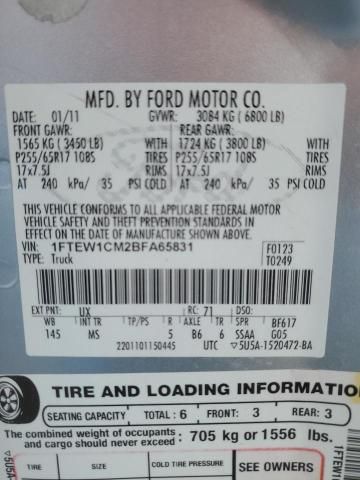 MFD. BY FORD MOTOR CO.
DATE: 01/11 GVWR: 3084 KG ( 6800 LB)
FRONT GAWR: REAR GAWR:
1565 KG ( 3450 LB) WITH 1724 KG ( 3800 LB) WITH
P255/65R17 108S TIRES P255/65R17 108S TIRES
17x7.5J RIMS 17x7.5J RIMS
AT 240 kPa/ 35 PSI COLD AT 240 kPa/ 35 PSI COLD
THIS VEHICLE CONFORMS TO ALL APPLICABLE FEDERAL MOTOR
VEHICLE SAFETY AND THEFT PREVENTION STANDARDS IN
EFFECT ON THE DATE OF MANUFACTURE SHOWN ABOVE.
VIN: 1FTEW1CM2BFA65831 F0123
TYPE: Truck T0249
EXT PNT: UX RC: 71 DSO:
WB INT TR TP/PS R AXLE TR SPR BF617
145 MS 5 B6 6 SSAA G05
2201101150445 UTC 5U5A-1520472-BA
TIRE AND LOADING INFORMATION
SEATING CAPACITY TOTAL: 6 FRONT: 3 REAR: 3
The combined weight of occupants
and cargo should never exceed: 705 kg or 1556 lbs.
TIRE SIZE COLD TIRE PRESSURE SEE OWNERS
5U5A-
1FTEW1